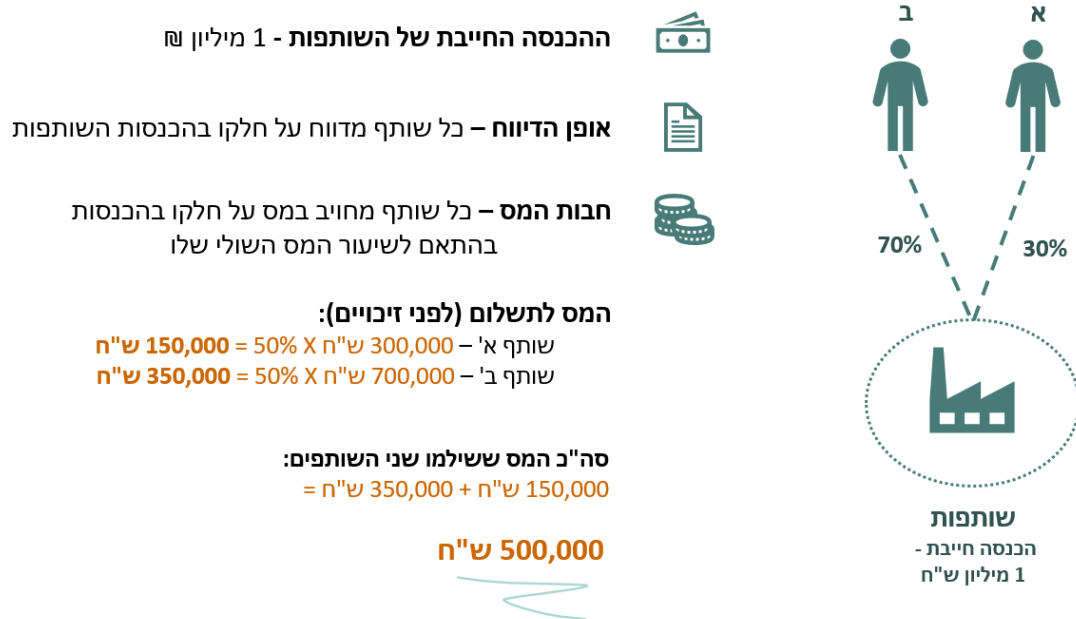 ההכנסה החייבת של השותפות - 1 מיליון ₪
אופן הדיווח – כל שותף מדווח על חלקו בהכנסות השותפות
חבות המס – כל שותף מחויב במס על חלקו בהכנסות
בהתאם לשיעור המס השולי שלו
המס לתשלום (לפני זיכויים):
שותף א' – 300,000 ש"ח X 50% = 150,000 ש"ח
שותף ב' – 700,000 ש"ח X 50% = 350,000 ש"ח
סה"כ המס ששילמו שני השותפים:
150,000 ש"ח + 350,000 ש"ח =
500,000 ש"ח
א
ב
30%
70%
שותפות
הכנסה חייבת -
1 מיליון ש"ח